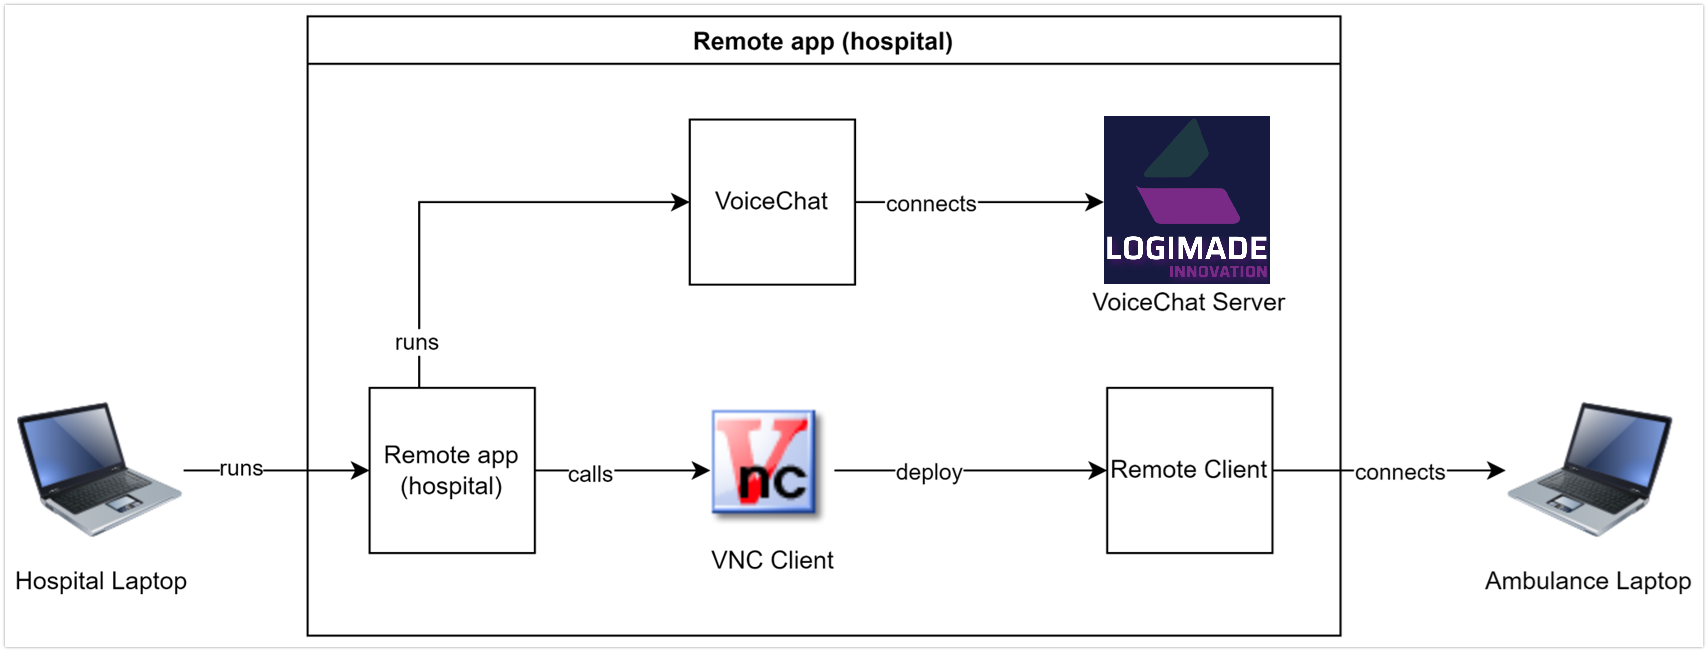 Remote app (hospital)
VoiceChat
connects
LOGIMADE
INNOVATION
VoiceChat Server
runs
runs
Remote app
(hospital)
calls
Vnc
deploy
Remote Client
connects
VNC Client
Hospital Laptop
Ambulance Laptop